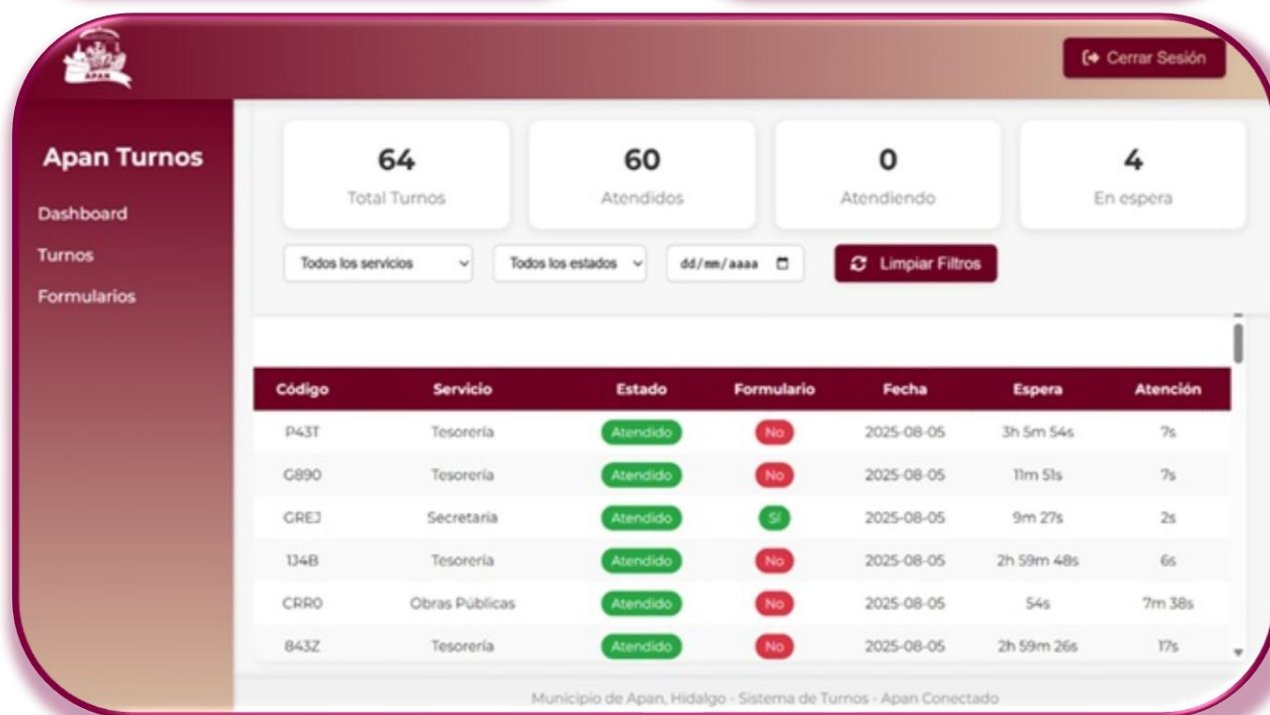 APAN
Cerrar Sesión
Apan Turnos
Dashboard
Turnos
Formularios
64
Total Turnos
60
Atendidos
0
Atendiendo
4
En espera
Todos los servicios
Todos los estados
dd/mm/aaaa
Limpiar Filtros
Código Servicio Estado Formulario Fecha Espera Atención
P43T Tesorería Atendido No 2025-08-05 3h 5m 54s 7s
G890 Tesorería Atendido No 2025-08-05 11m 51s 7s
GREJ Secretaría Atendido Sí 2025-08-05 9m 27s 2s
1J4B Tesorería Atendido No 2025-08-05 2h 59m 48s 6s
CRR0 Obras Públicas Atendido No 2025-08-05 54s 7m 38s
843Z Tesorería Atendido No 2025-08-05 2h 59m 26s 17s
Municipio de Apan, Hidalgo - Sistema de Turnos - Apan Conectado